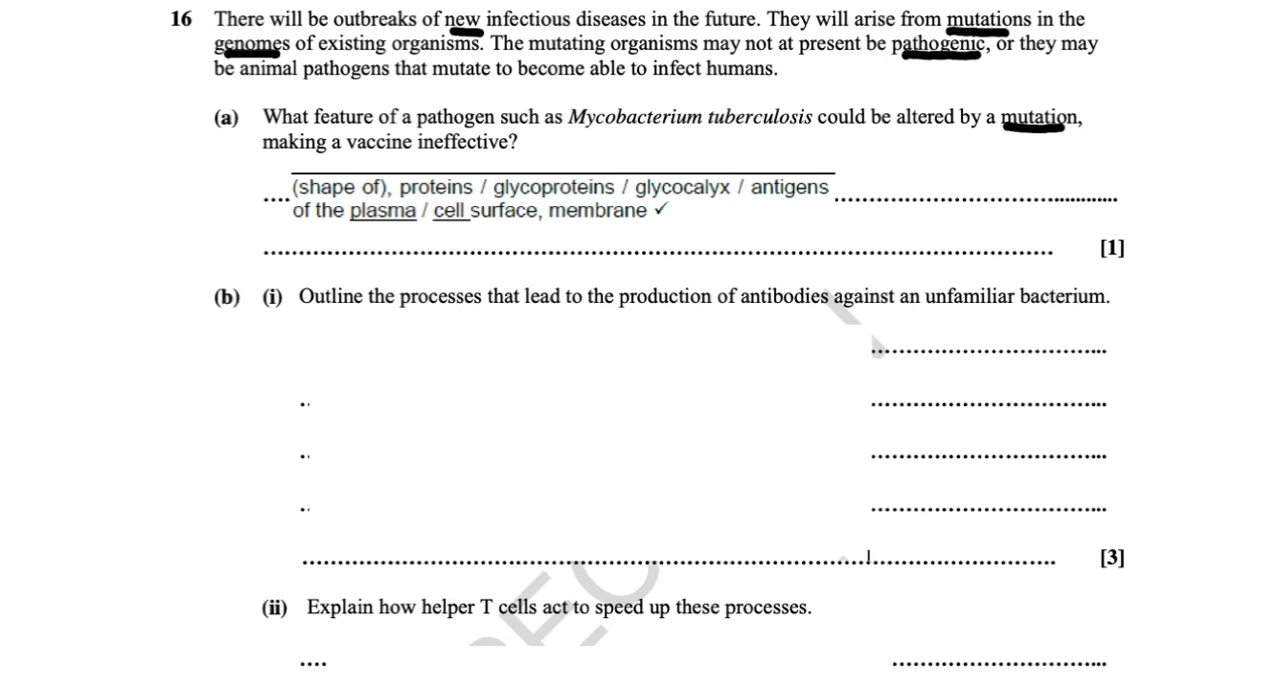 16 There will be outbreaks of new infectious diseases in the future. They will arise from mutations in the
genomes of existing organisms. The mutating organisms may not at present be pathogenic, or they may
be animal pathogens that mutate to become able to infect humans.
(a) What feature of a pathogen such as Mycobacterium tuberculosis could be altered by a mutation,
making a vaccine ineffective?
(shape of), proteins / glycoproteins / glycocalyx / antigens
of the plasma / cell surface, membrane ✓
[1]
(b) (i) Outline the processes that lead to the production of antibodies against an unfamiliar bacterium.
[3]
(ii) Explain how helper T cells act to speed up these processes.